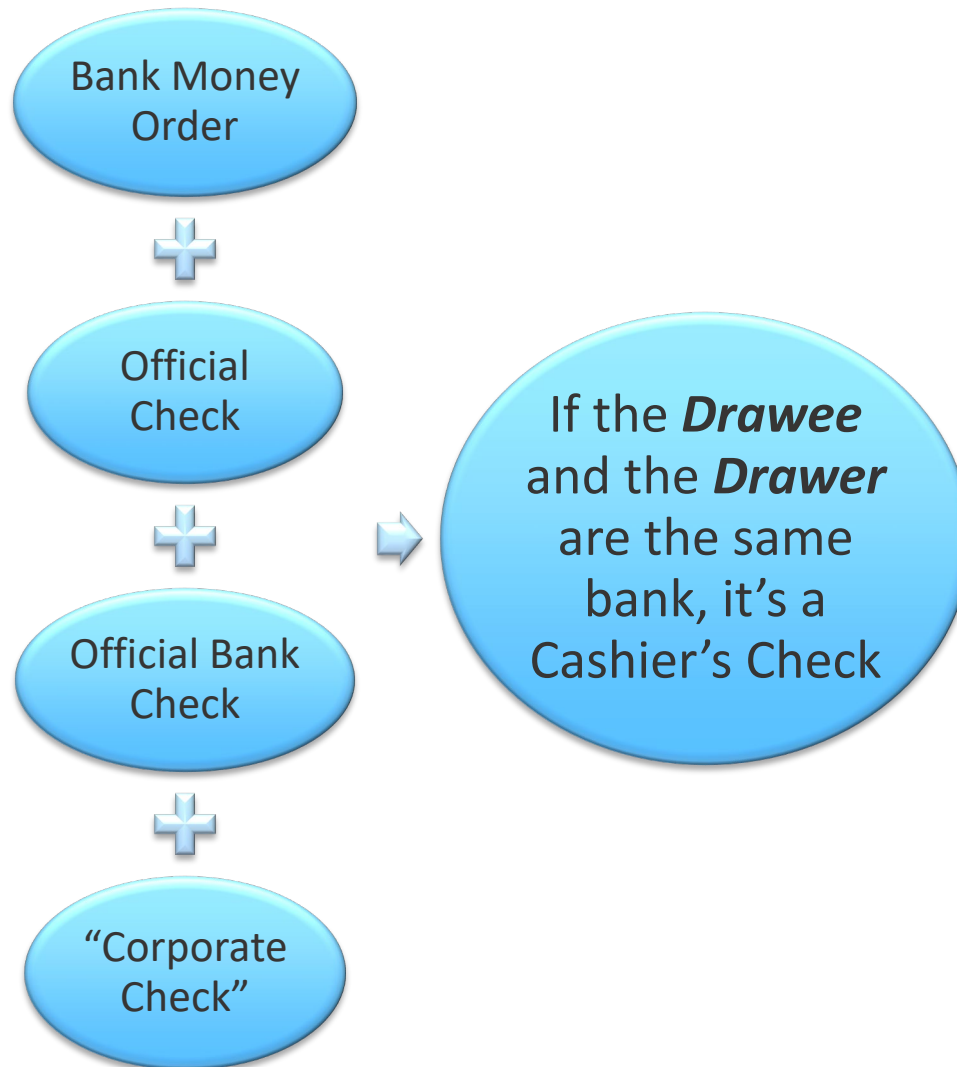 Bank Money
Order
Official
Check
Official Bank
Check
“Corporate
Check”
If the Drawee
and the Drawer
are the same
bank, it’s a
Cashier’s Check